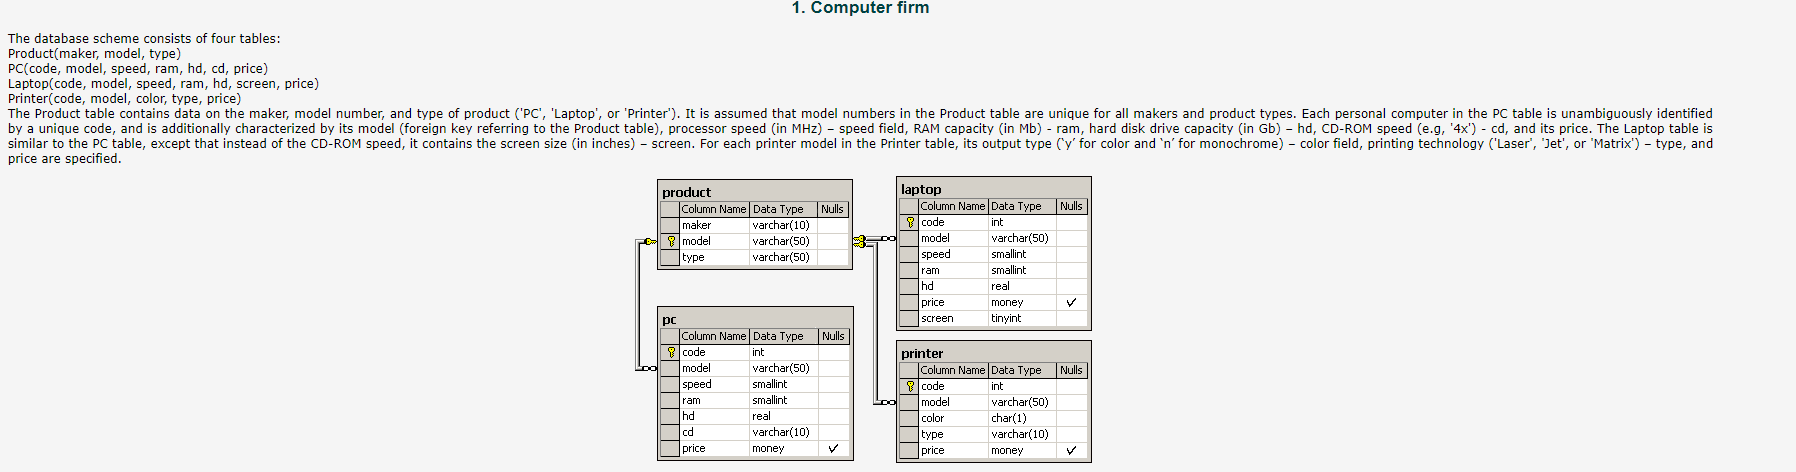 1. Computer firm
The database scheme consists of four tables:
Product(maker, model, type)
PC(code, model, speed, ram, hd, cd, price)
Laptop(code, model, speed, ram, hd, screen, price)
Printer(code, model, color, type, price)
The Product table contains data on the maker, model number, and type of product ('PC', 'Laptop', or 'Printer'). It is assumed that model numbers in the Product table are unique for all makers and product types. Each personal computer in the PC table is unambiguously identified
by a unique code, and is additionally characterized by its model (foreign key referring to the Product table), processor speed (in MHz) – speed field, RAM capacity (in Mb) - ram, hard disk drive capacity (in Gb) – hd, CD-ROM speed (e.g, '4x') - cd, and its price. The Laptop table is
similar to the PC table, except that instead of the CD-ROM speed, it contains the screen size (in inches) – screen. For each printer model in the Printer table, its output type (‘y’ for color and ‘n’ for monochrome) – color field, printing technology ('Laser', 'Jet', or 'Matrix') – type, and
price are specified.
product
Column Name Data Type Nulls
maker varchar(10)
model varchar(50)
type varchar(50)
laptop
Column Name Data Type Nulls
code int
model varchar(50)
speed smallint
ram smallint
hd real
price money ✓
screen tinyint
pc
Column Name Data Type Nulls
code int
model varchar(50)
speed smallint
ram smallint
hd real
cd varchar(10)
price money ✓
printer
Column Name Data Type Nulls
code int
model varchar(50)
color char(1)
type varchar(10)
price money ✓